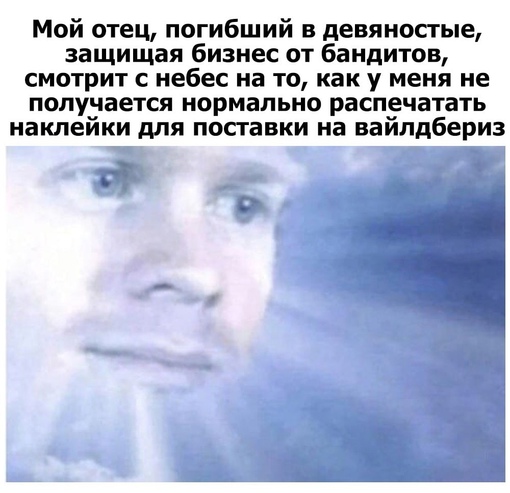 Мой отец, погибший в девяностые,
защищая бизнес от бандитов,
смотрит с небес на то, как у меня не
получается нормально распечатать
наклейки для поставки на вайлдбериз